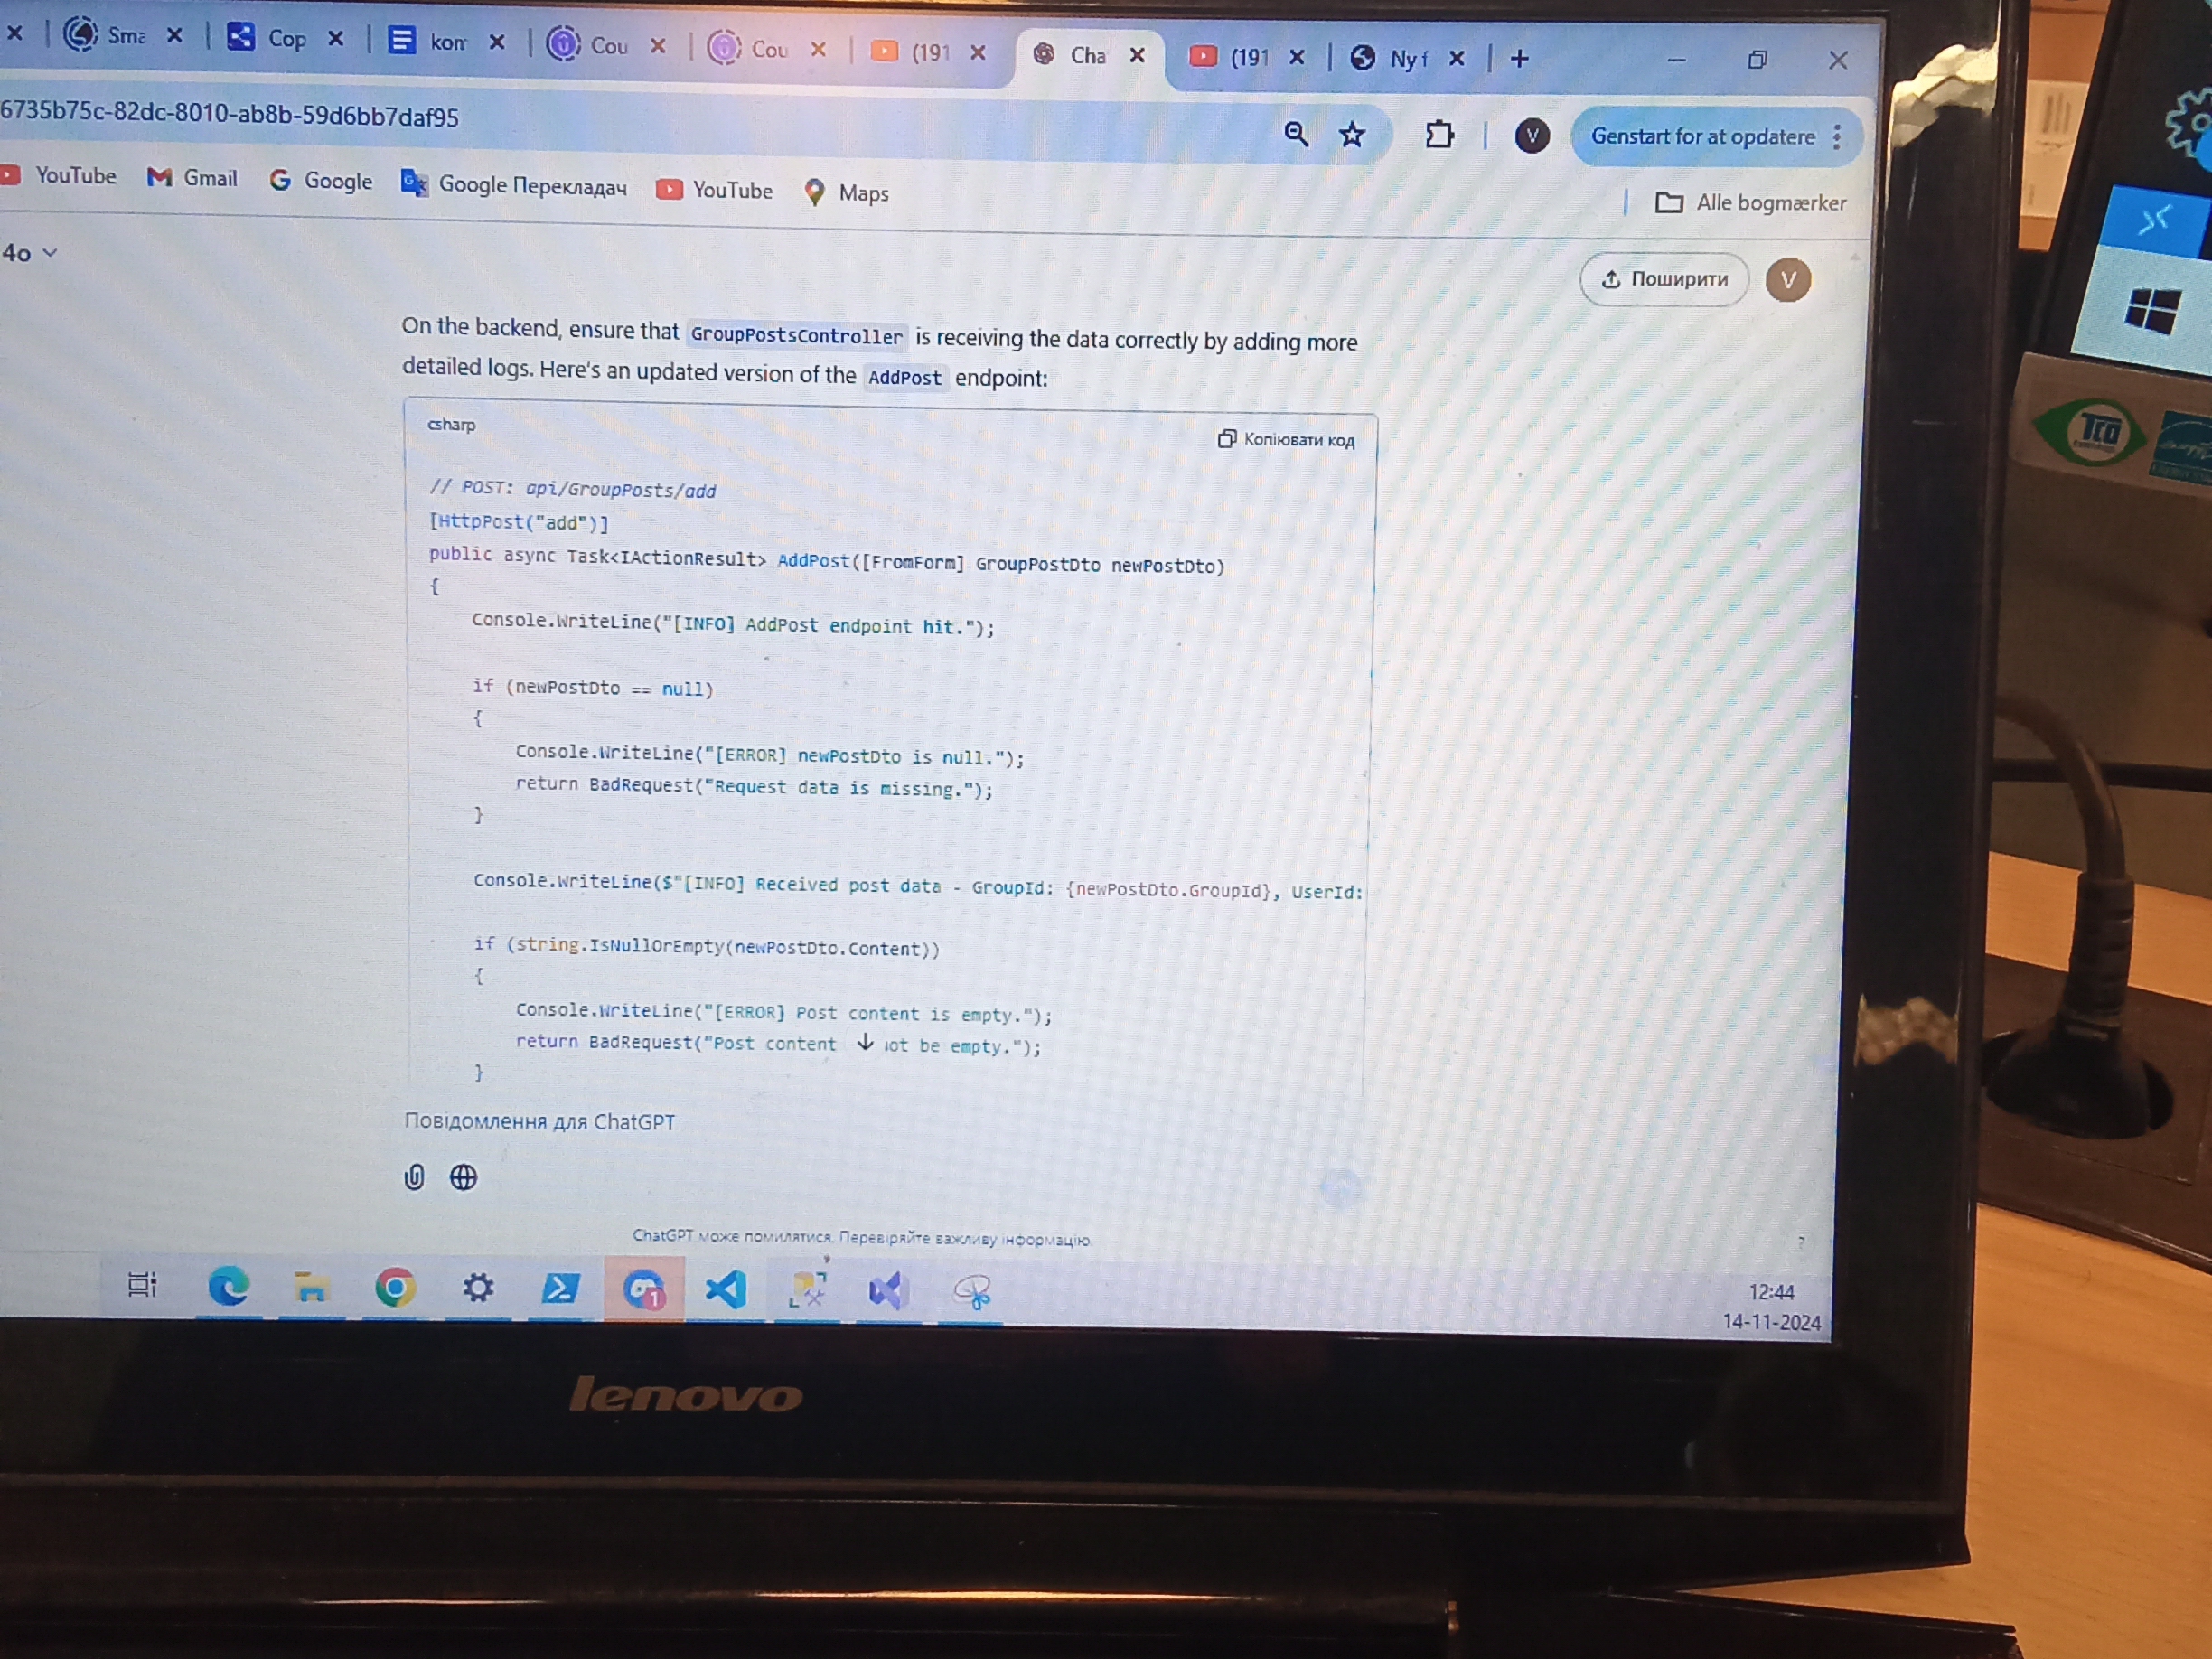 Sma
Cop
kon
Cou
Cou
(191
Cha
(191
Ny f
6735b75c-82dc-8010-ab8b-59d6bb7daf95
V
Genstart for at opdatere
YouTube
Gmail
Google
Google Перекладач
YouTube
Maps
Alle bogmærker
4o
Поширити
V
On the backend, ensure that GroupPostsController is receiving the data correctly by adding more
detailed logs. Here's an updated version of the AddPost endpoint:
csharp
Копіювати код
// POST: api/GroupPosts/add
[HttpPost("add")]
public async Task<IActionResult> AddPost([FromForm] GroupPostDto newPostDto)
{
Console.WriteLine("[INFO] AddPost endpoint hit.");
if (newPostDto == null)
{
Console.WriteLine("[ERROR] newPostDto is null.");
return BadRequest("Request data is missing.");
}
Console.WriteLine($"[INFO] Received post data - GroupId: {newPostDto.GroupId}, UserId:
if (string.IsNullOrEmpty(newPostDto.Content))
{
Console.WriteLine("[ERROR] Post content is empty.");
return BadRequest("Post content ot be empty.");
}
Повідомлення для ChatGPT
ChatGPT може помилятися. Перевіряйте важливу інформацію.
?
1
12:44
14-11-2024
lenovo
TCO